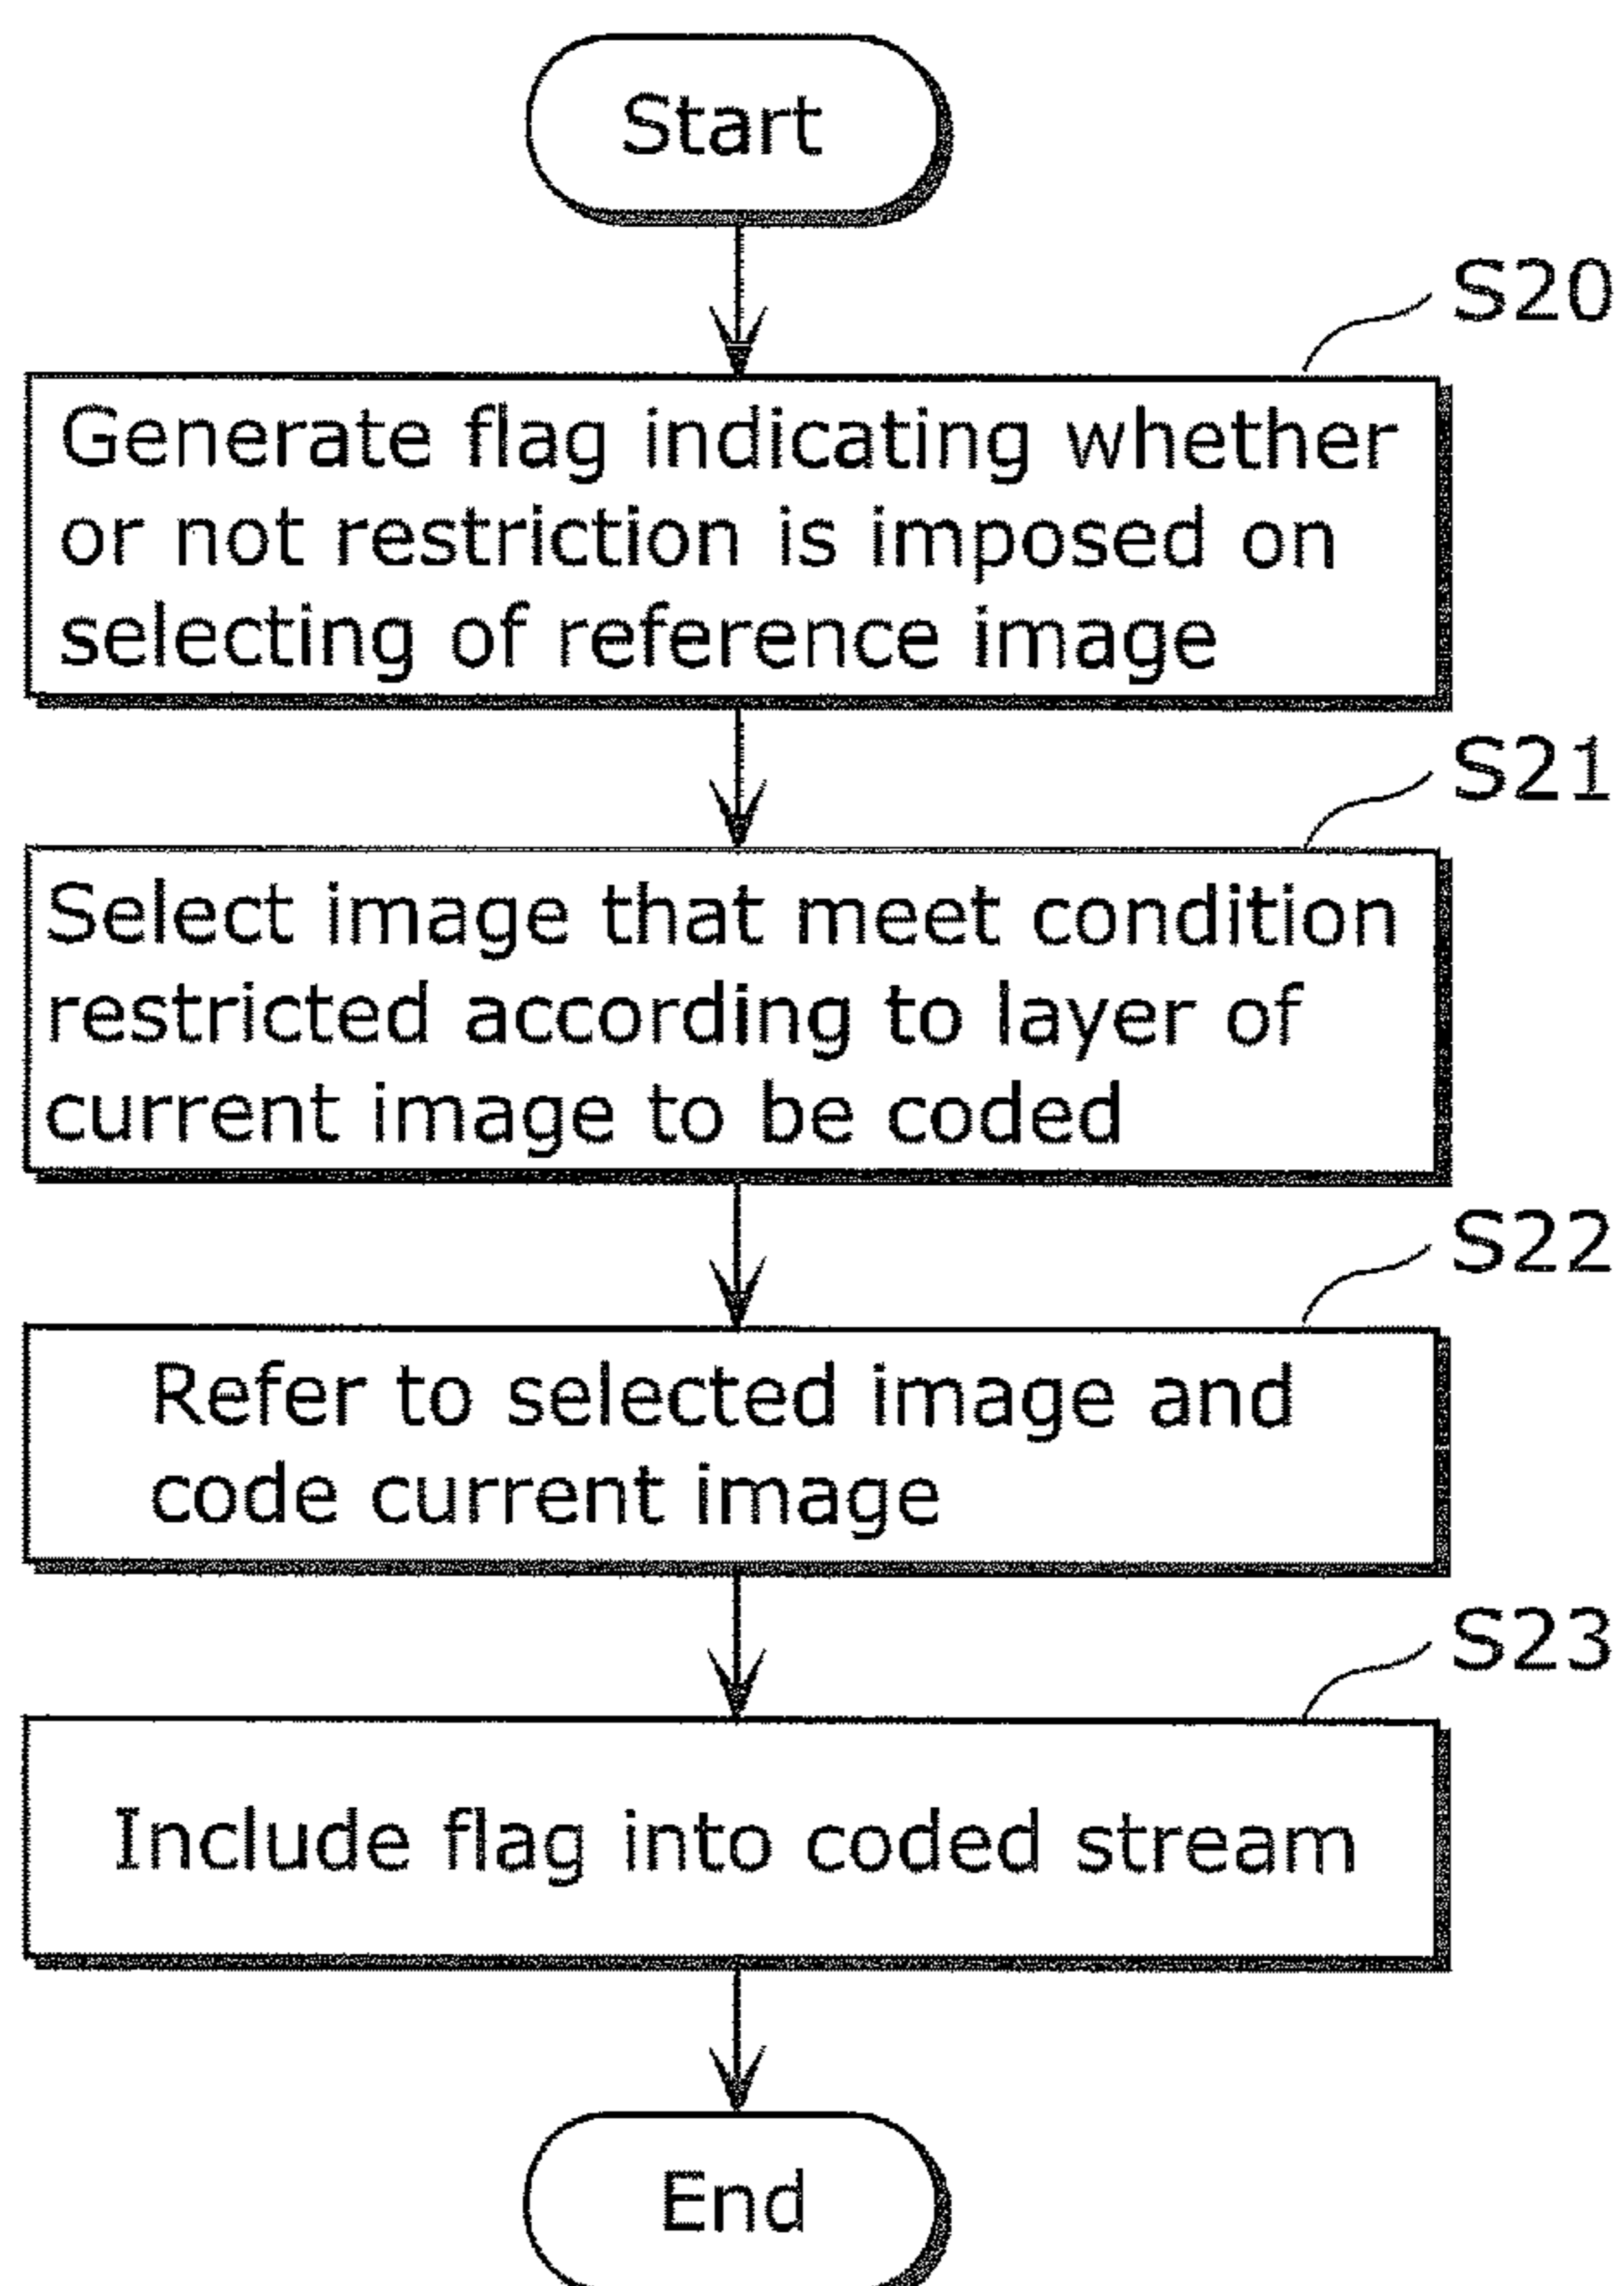 Start
S20
Generate flag indicating whether
or not restriction is imposed on
selecting of reference image
S21
Select image that meet condition
restricted according to layer of
current image to be coded
S22
Refer to selected image and
code current image
S23
Include flag into coded stream
End